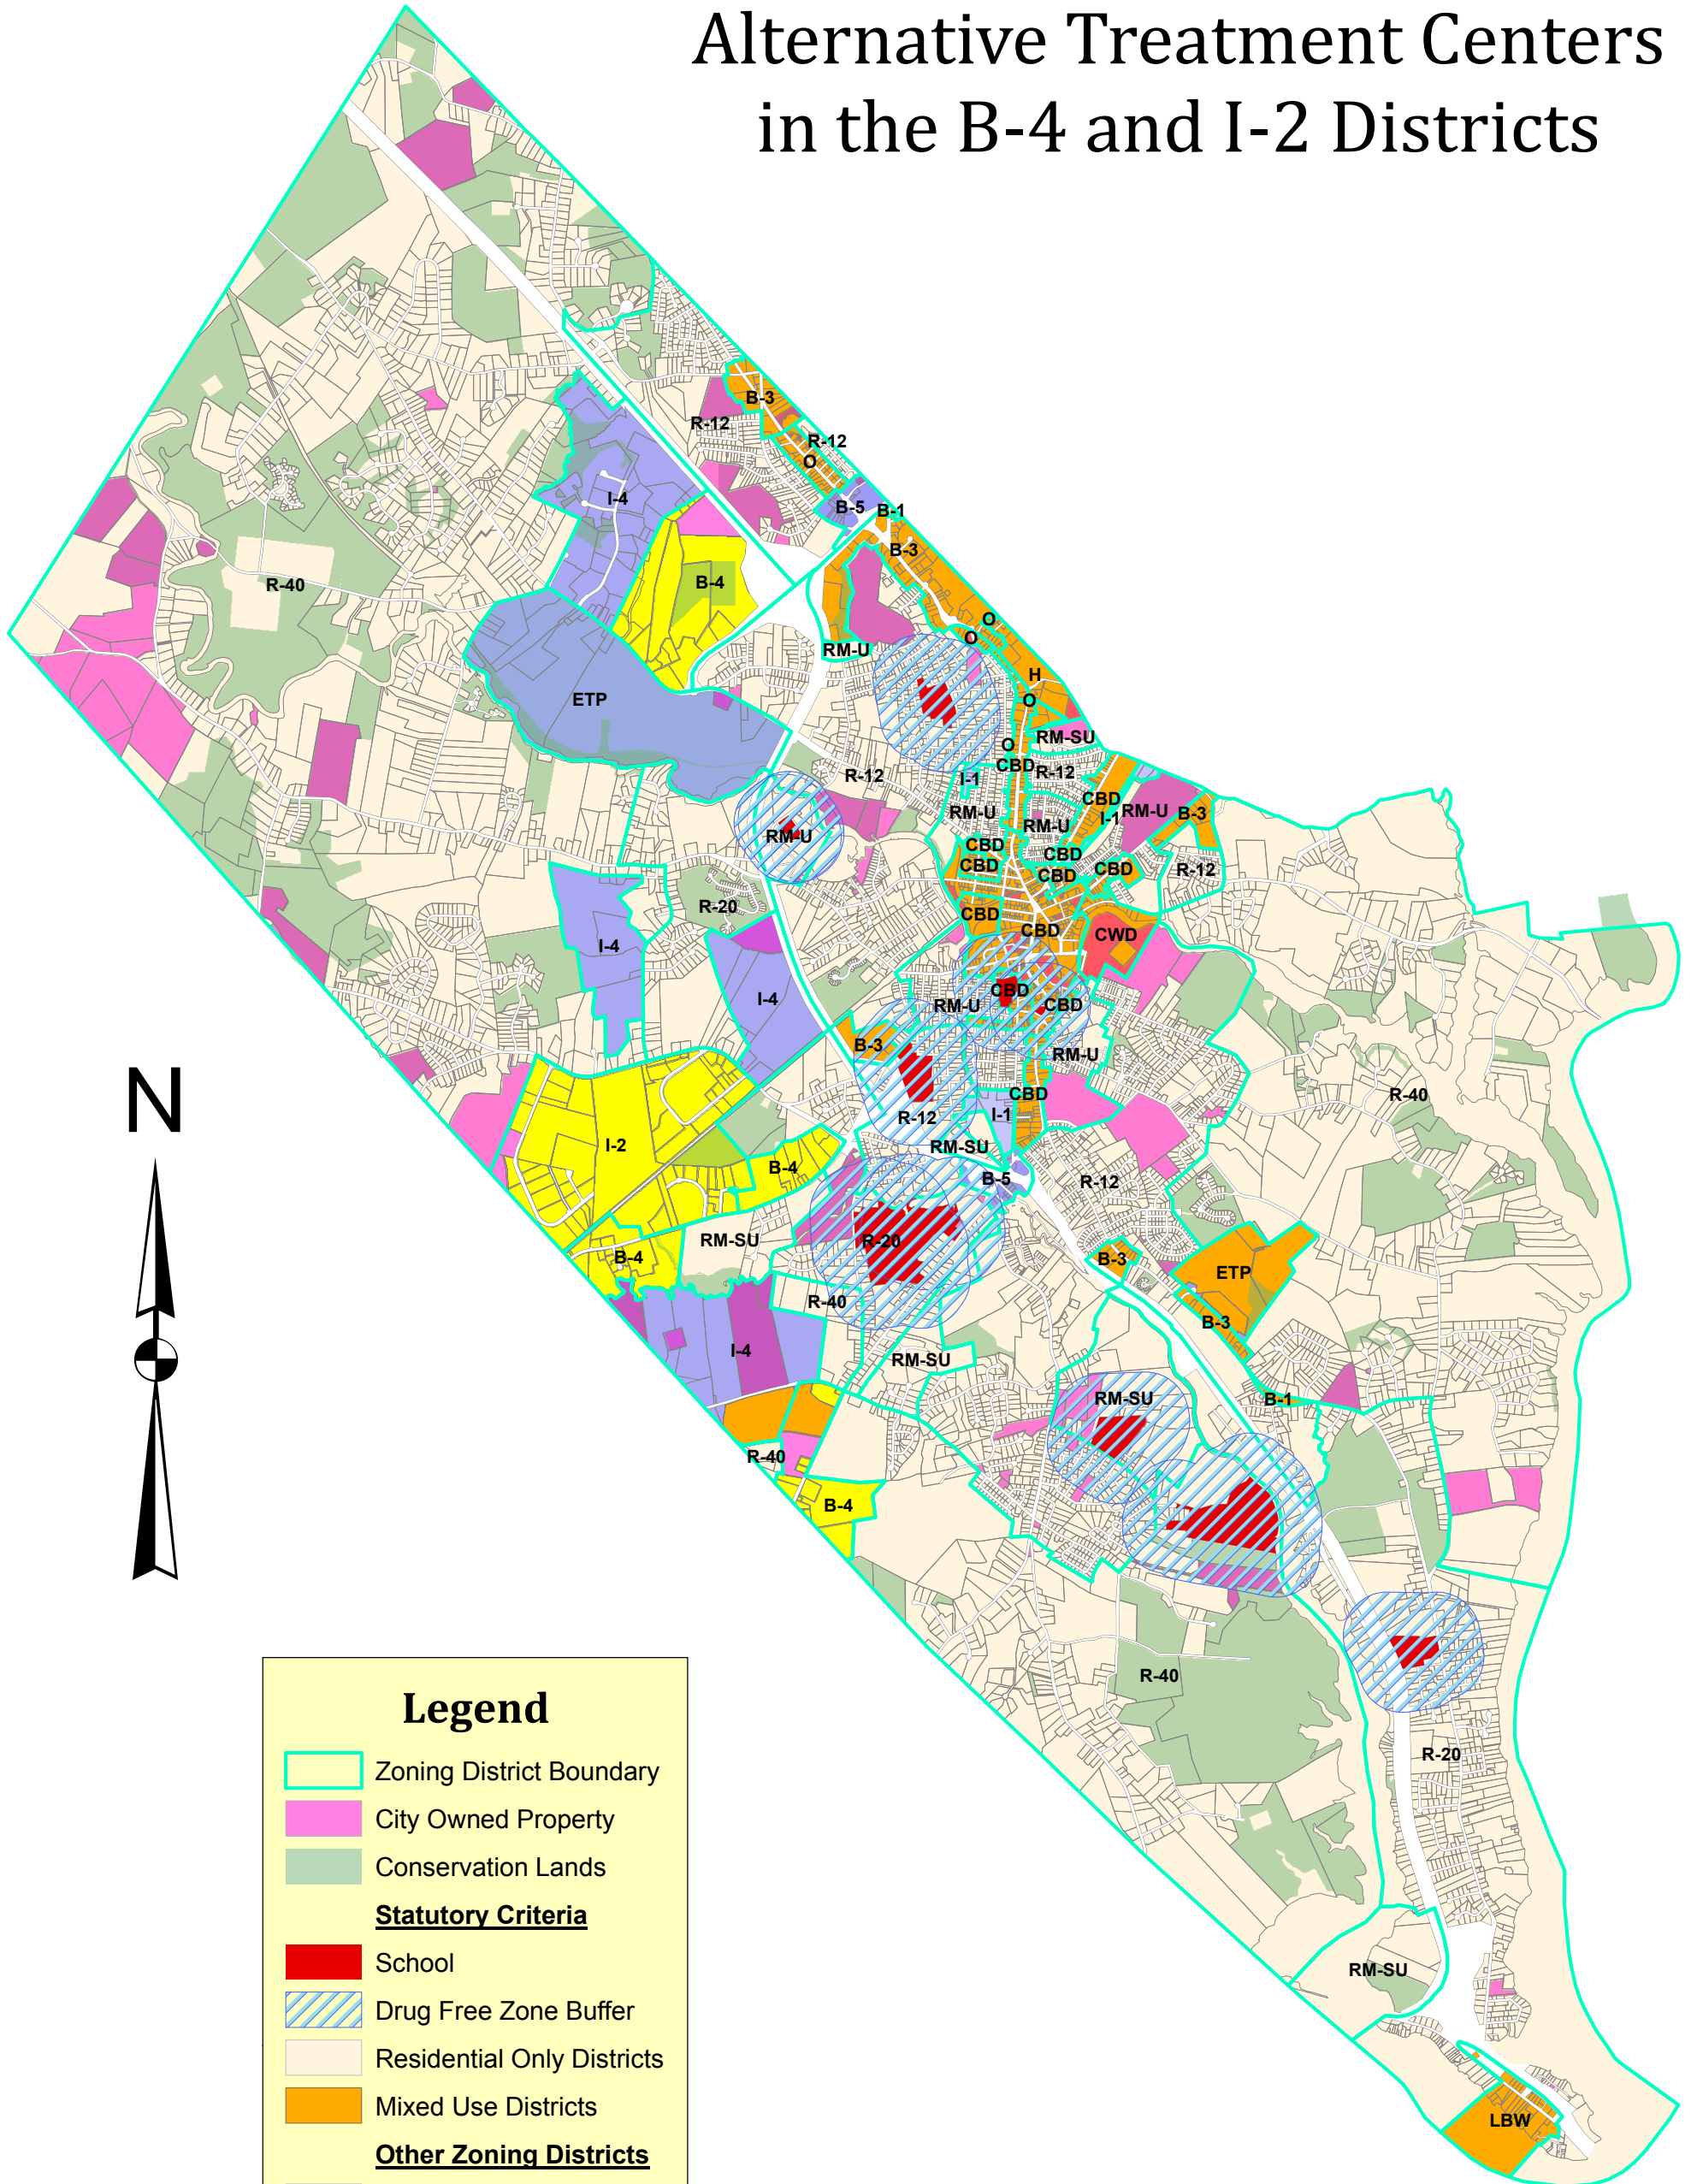 Alternative Treatment Centers
in the B-4 and I-2 Districts
B-3
R-12
R-12
O
I-4
B-5
B-1
B-3
B-4
R-40
O
O
RM-U
H
ETP
O
RM-SU
O
CBD
R-12
R-12
I-1
CBD
RM-U
RM-U
I-1
RM-U
B-3
RM-U
CBD
CBD
CBD
CBD
CBD
R-12
R-20
CBD
CBD
CWD
I-4
CBD
I-4
RM-U
CBD
B-3
RM-U
N
CBD
R-40
I-1
R-12
I-2
RM-SU
B-4
B-5
R-12
RM-SU
R-20
B-4
B-3
ETP
R-40
B-3
I-4
RM-SU
RM-SU
B-1
R-40
B-4
R-40
R-20
RM-SU
LBW
Legend
Zoning District Boundary
City Owned Property
Conservation Lands
Statutory Criteria
School
Drug Free Zone Buffer
Residential Only Districts
Mixed Use Districts
Other Zoning Districts